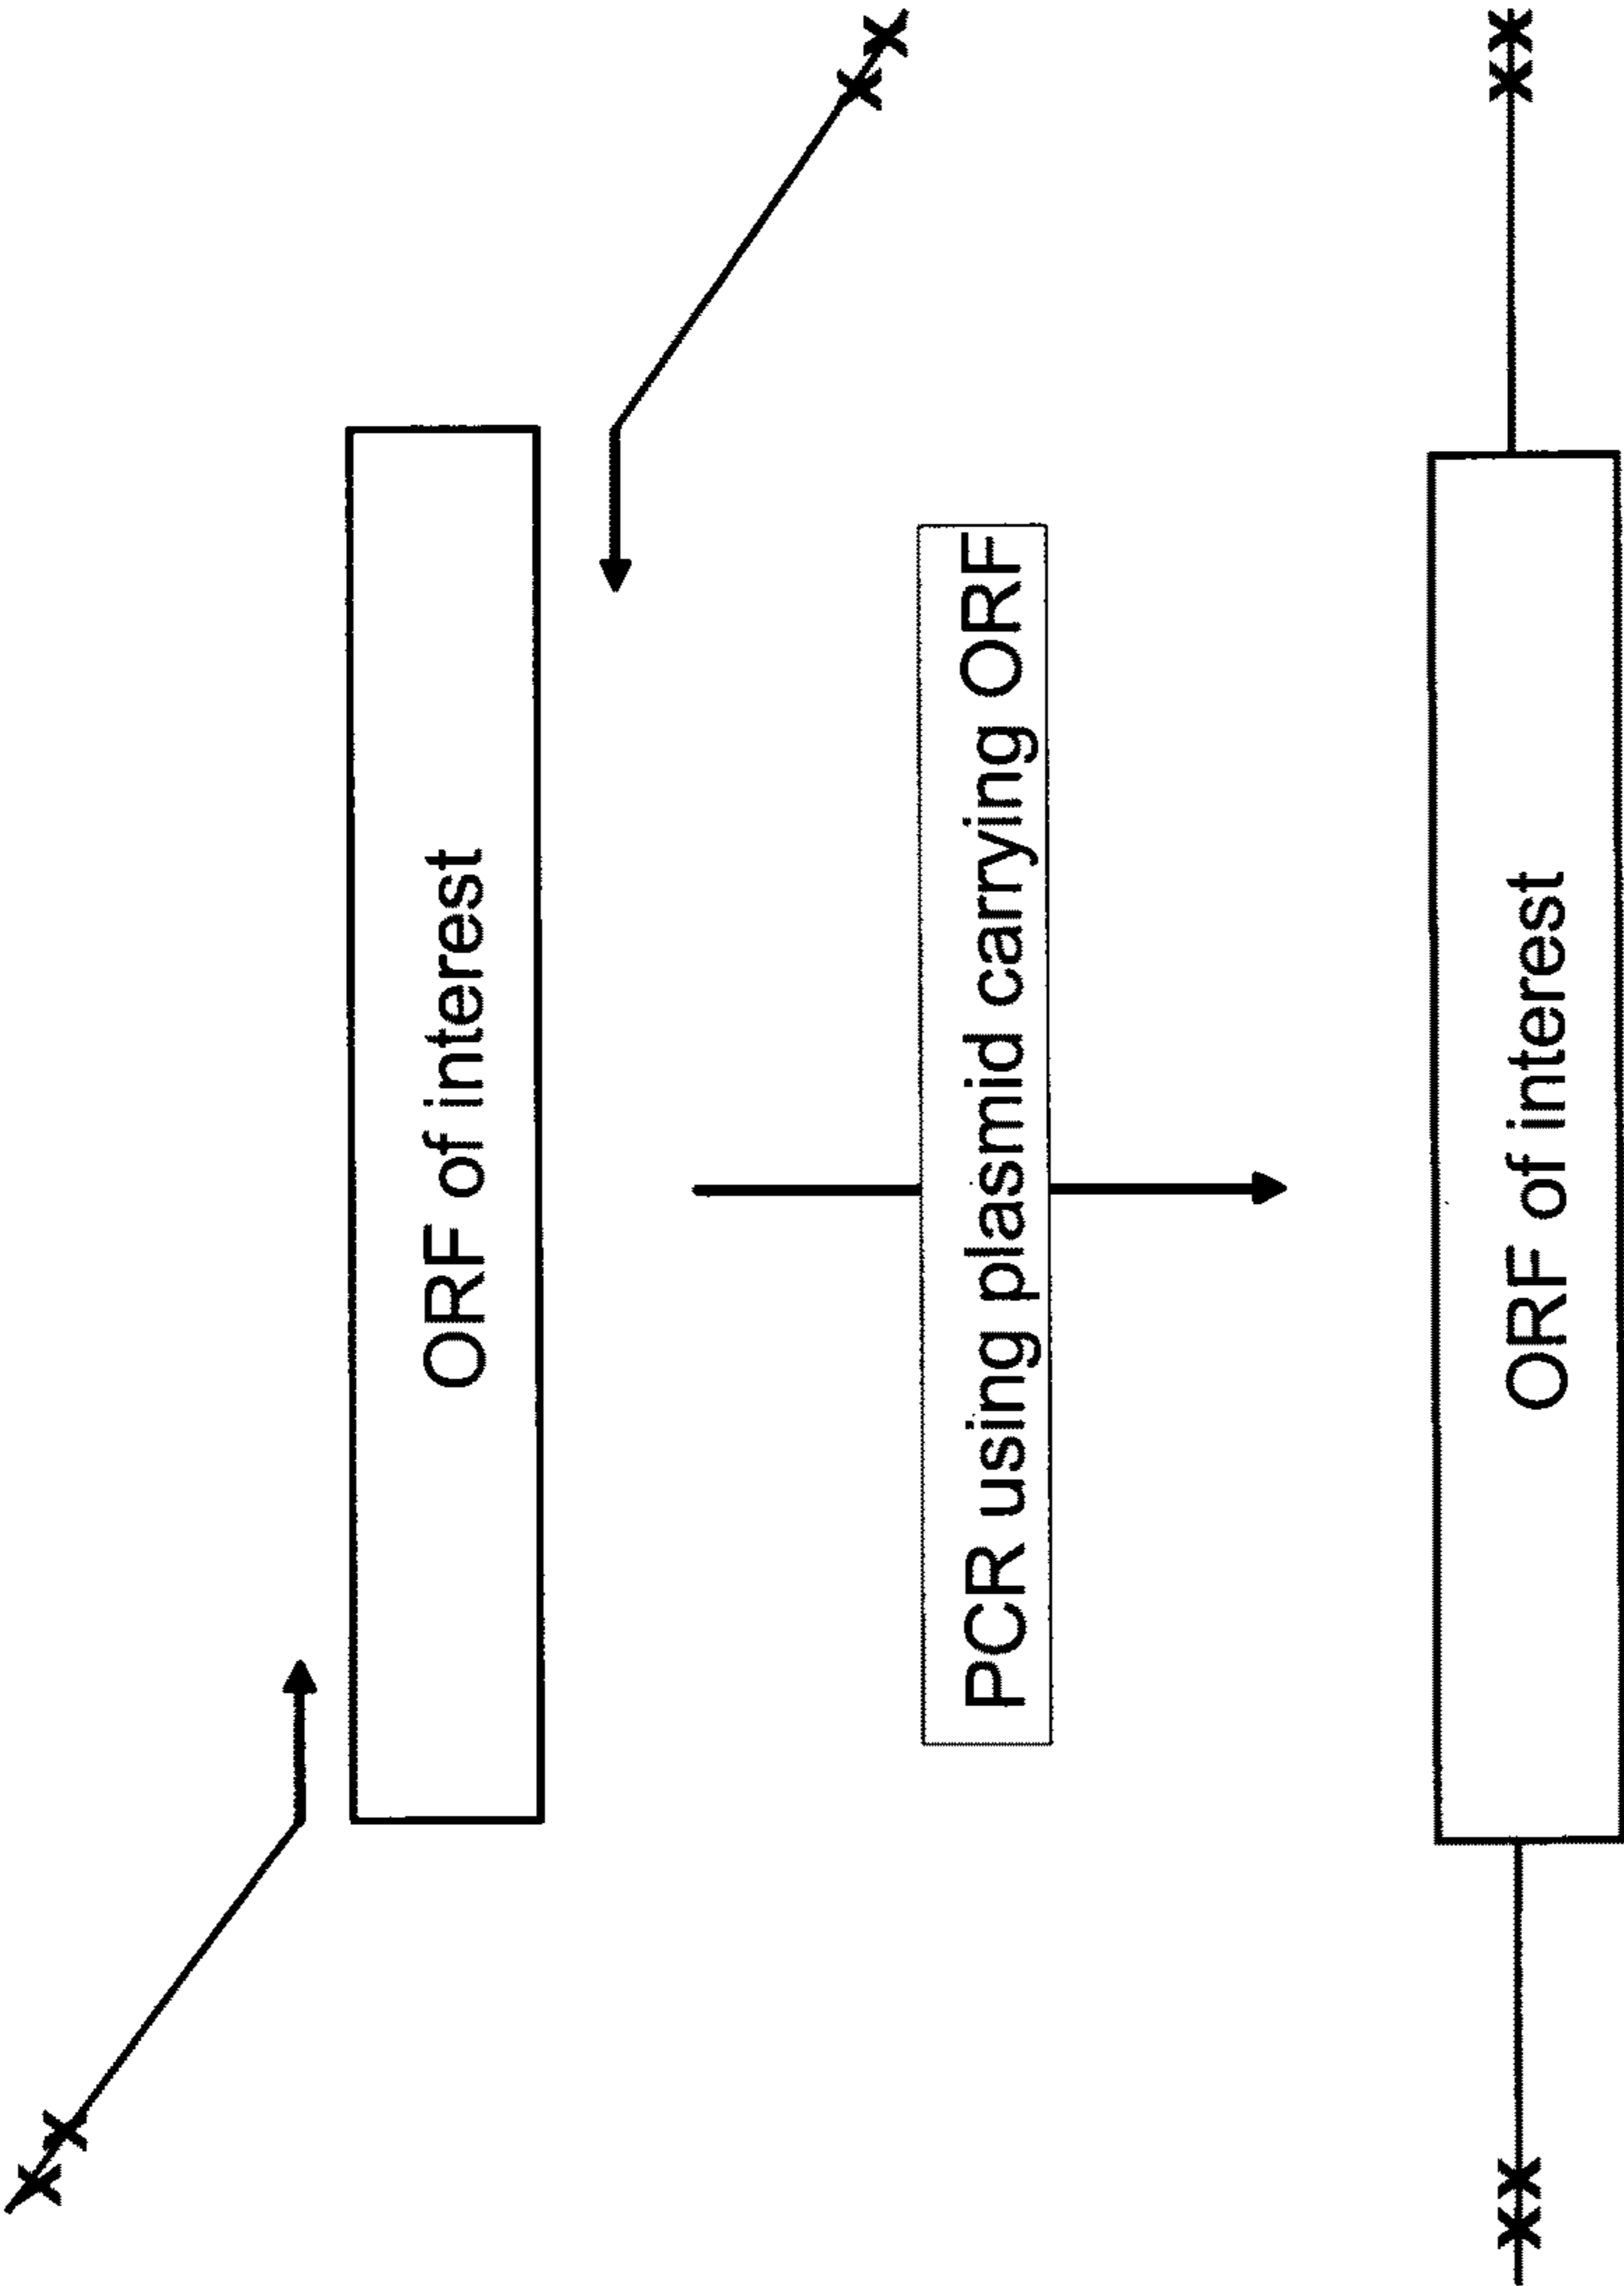 ORF of interest
PCR using plasmid carrying ORF
ORF of interest